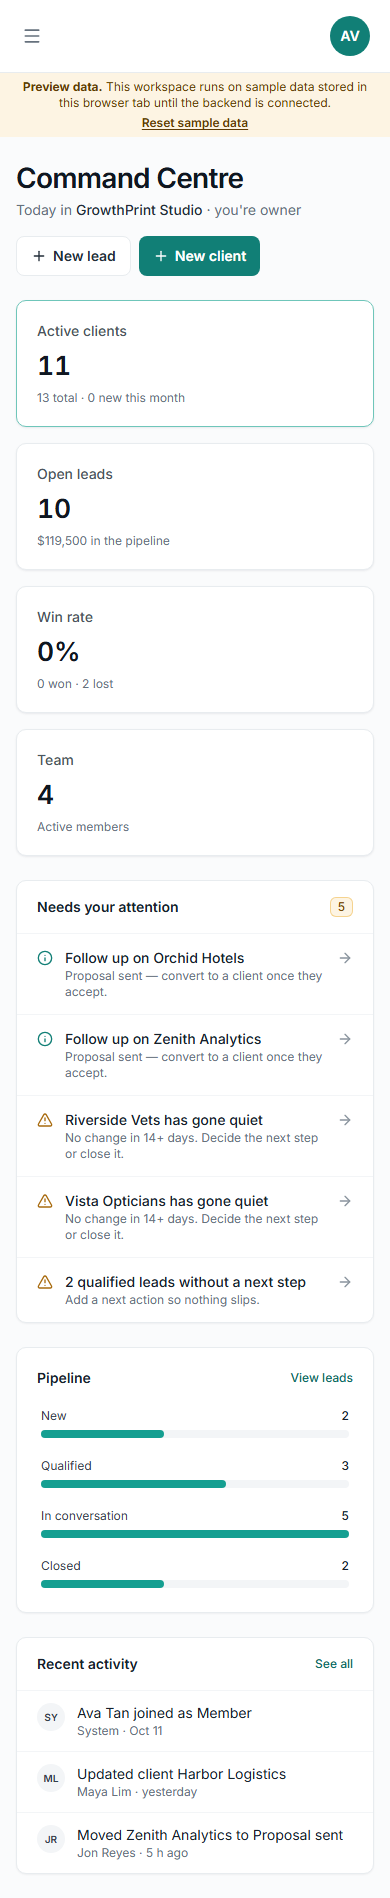 AV
Preview data. This workspace runs on sample data stored in
this browser tab until the backend is connected.
Reset sample data
Command Centre
Today in GrowthPrint Studio · you're owner
+ New lead
+ New client
Active clients
11
13 total · 0 new this month
Open leads
10
$119,500 in the pipeline
Win rate
0%
0 won · 2 lost
Team
4
Active members
Needs your attention
5
Follow up on Orchid Hotels
Proposal sent — convert to a client once they
accept.
Follow up on Zenith Analytics
Proposal sent — convert to a client once they
accept.
Riverside Vets has gone quiet
No change in 14+ days. Decide the next step
or close it.
Vista Opticians has gone quiet
No change in 14+ days. Decide the next step
or close it.
2 qualified leads without a next step
Add a next action so nothing slips.
Pipeline
View leads
New
2
Qualified
3
In conversation
5
Closed
2
Recent activity
See all
SY
Ava Tan joined as Member
System · Oct 11
ML
Updated client Harbor Logistics
Maya Lim · yesterday
JR
Moved Zenith Analytics to Proposal sent
Jon Reyes · 5 h ago